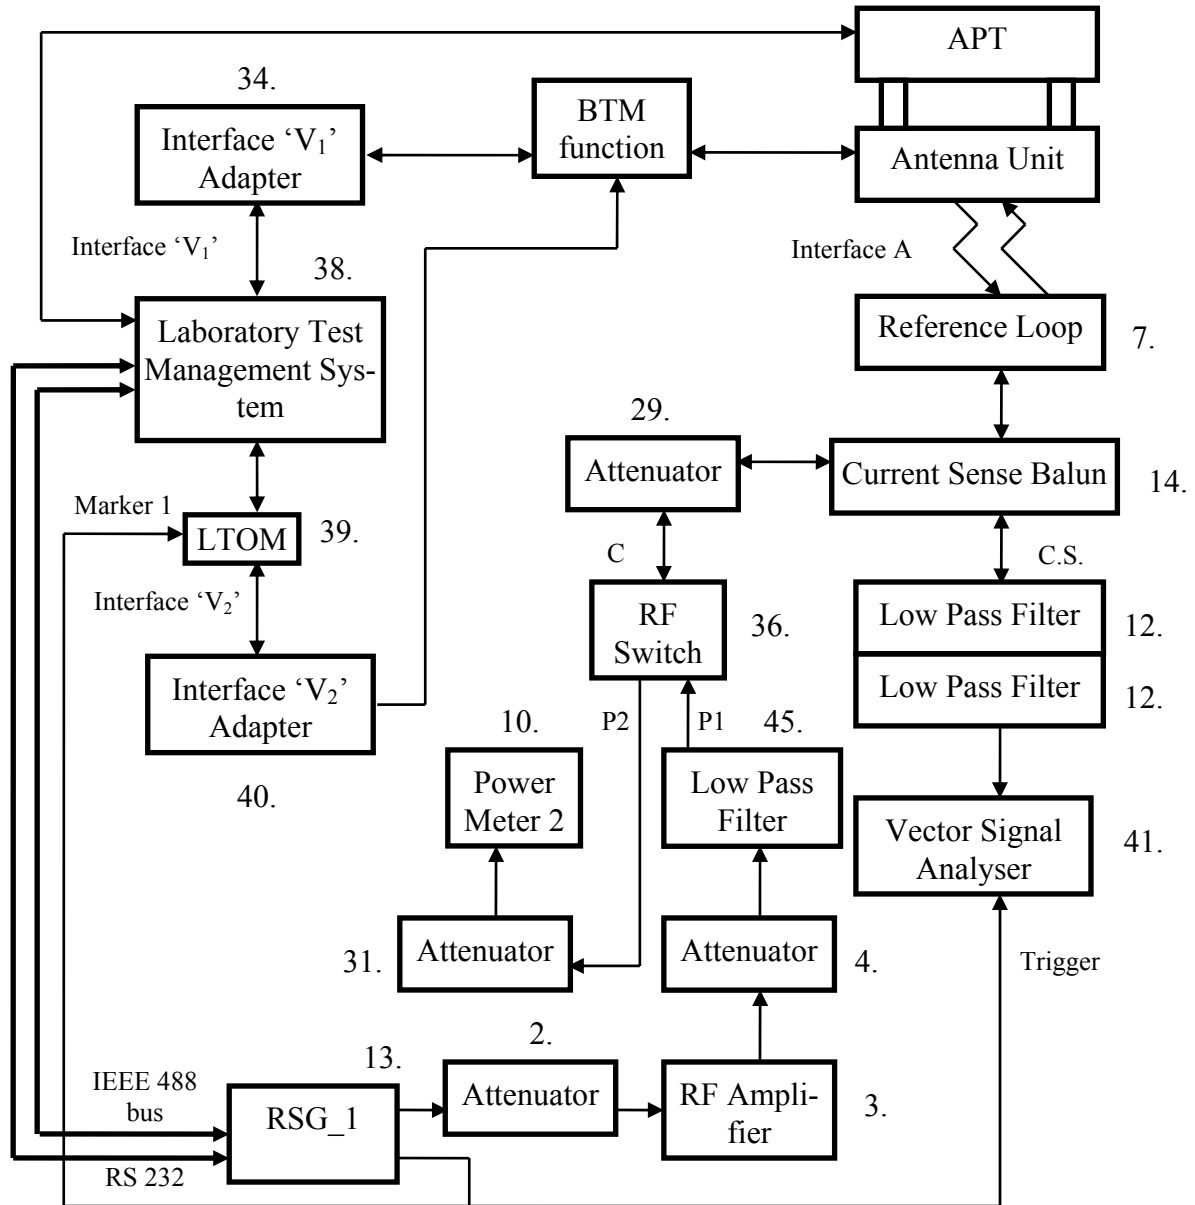 APT
34.
BTM
function
Interface ‘V1’
Adapter
Antenna Unit
Interface ‘V1’
Interface A
38.
Laboratory Test
Management Sys-
tem
Reference Loop
7.
29.
Attenuator
Current Sense Balun
14.
Marker 1
LTOM
39.
C
C.S.
Interface ‘V2’
RF
Switch
36.
Low Pass Filter
12.
Interface ‘V2’
Adapter
Low Pass Filter
12.
P2
P1
10.
45.
40.
Power
Meter 2
Low Pass
Filter
Vector Signal
Analyser
41.
31.
Attenuator
Attenuator
4.
Trigger
2.
13.
IEEE 488
bus
RSG_1
Attenuator
RF Ampli-
fier
3.
RS 232